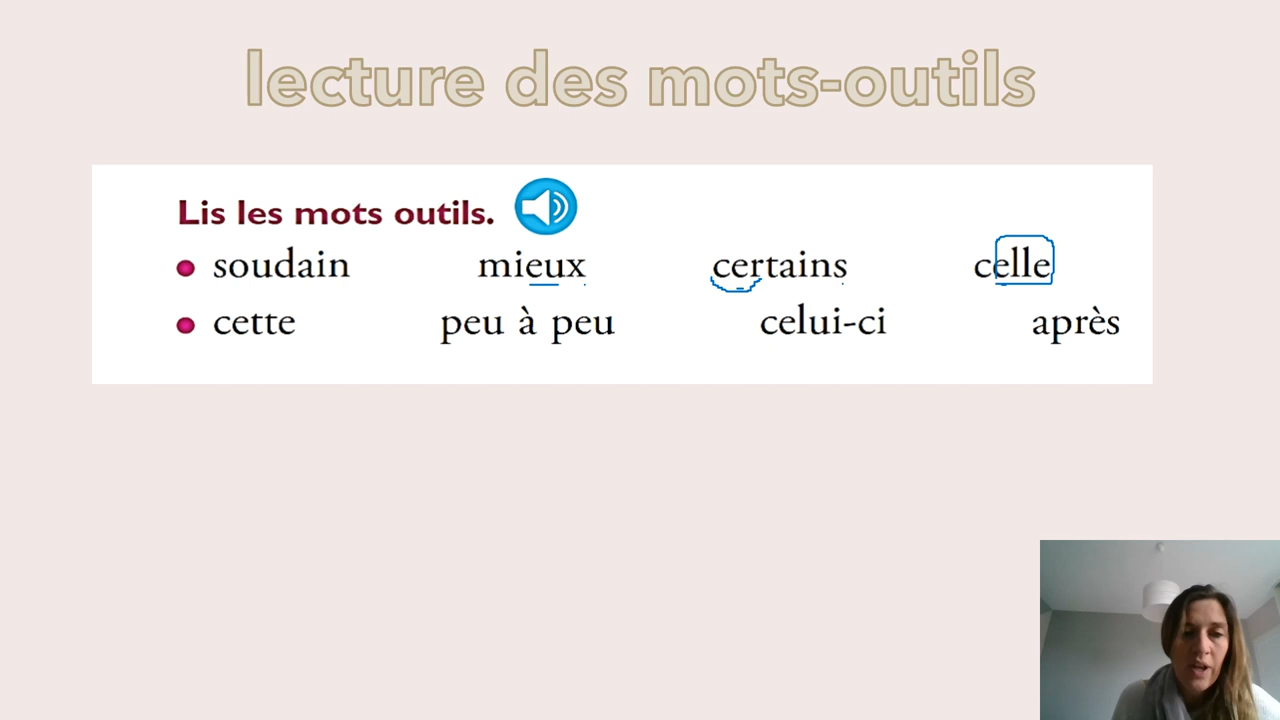 lecture des mots-outils
Lis les mots outils.
soudain mieux certains celle
cette peu à peu celui-ci après